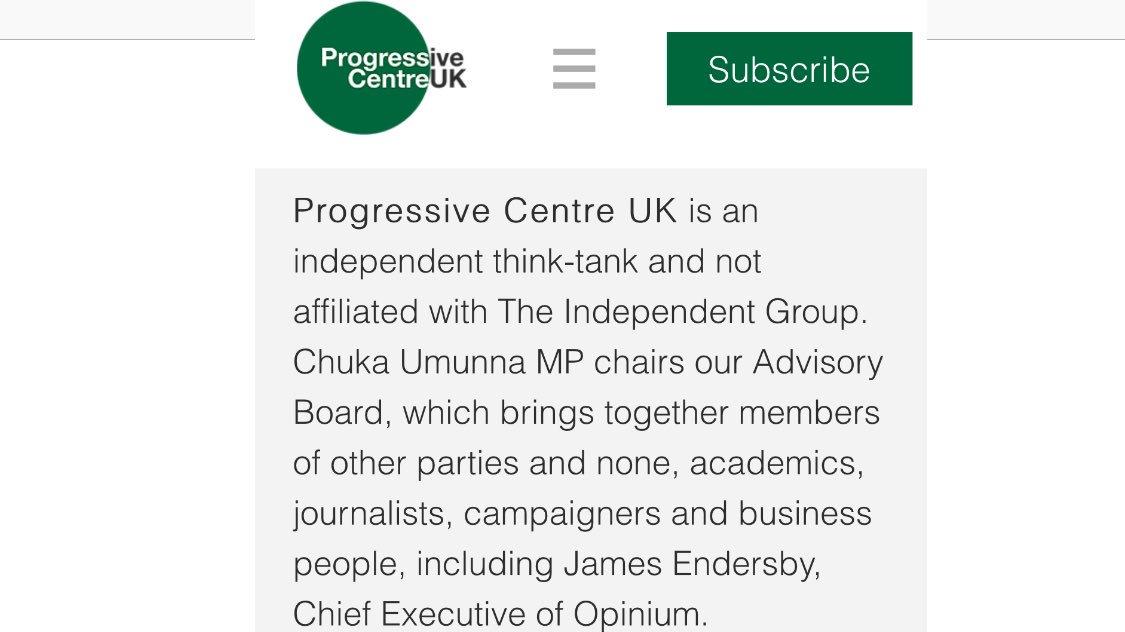 Progressive
CentreUK
Subscribe
Progressive Centre UK is an
independent think-tank and not
affiliated with The Independent Group.
Chuka Umunna MP chairs our Advisory
Board, which brings together members
of other parties and none, academics,
journalists, campaigners and business
people, including James Endersby,
Chief Executive of Opinium.